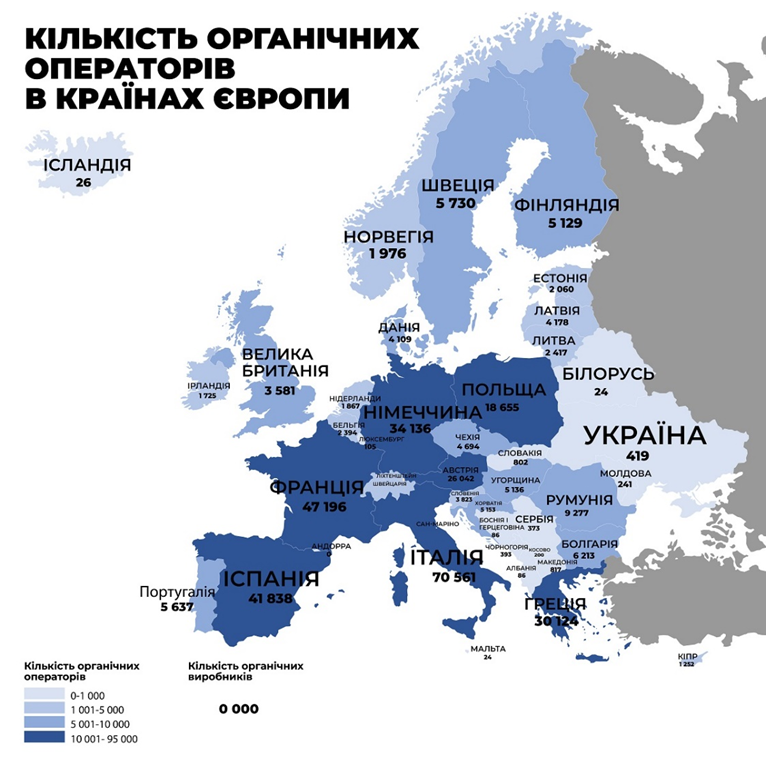 КІЛЬКІСТЬ ОРГАНІЧНИХ
ОПЕРАТОРІВ
В КРАЇНАХ ЄВРОПИ
ІСЛАНДІЯ
26
ШВЕЦІЯ
5 730
ФІНЛЯНДІЯ
5 129
НОРВЕГІЯ
1 976
ЕСТОНІЯ
2 060
ЛАТВІЯ
4 178
ДАНІЯ
4 109
ЛИТВА
2 417
ВЕЛИКА
БРИТАНІЯ
3 581
БІЛОРУСЬ
24
ІРЛАНДІЯ
1 725
НІДЕРЛАНДИ
1 867
НІМЕЧЧИНА
34 136
ПОЛЬЩА
18 655
БЕЛЬГІЯ
2 394
ЛЮКСЕМБУРГ
105
ЧЕХІЯ
4 694
УКРАЇНА
419
СЛОВАКІЯ
802
МОЛДОВА
241
АВСТРІЯ
26 042
ЛІХТЕНШТЕЙН
ШВЕЙЦАРІЯ
УГОРЩИНА
5 136
ФРАНЦІЯ
47 196
СЛОВЕНІЯ
3 823
ХОРВАТІЯ
5 153
РУМУНІЯ
9 277
САН-МАРИНО
БОСНІЯ І
ГЕРЦЕГОВИНА
86
СЕРБІЯ
373
АНДОРРА
0
ІТАЛІЯ
70 561
ЧОРНОГОРІЯ
393
КОСОВО
200
БОЛГАРІЯ
6 213
МАКЕДОНІЯ
817
АЛБАНІЯ
86
Португалія
5 637
ІСПАНІЯ
41 838
ГРЕЦІЯ
30 124
МАЛЬТА
24
КІПР
1 252
Кількість органічних
операторів
0-1 000
1 001-5 000
5 001-10 000
10 001- 95 000
Кількість органічних
виробників
0 000